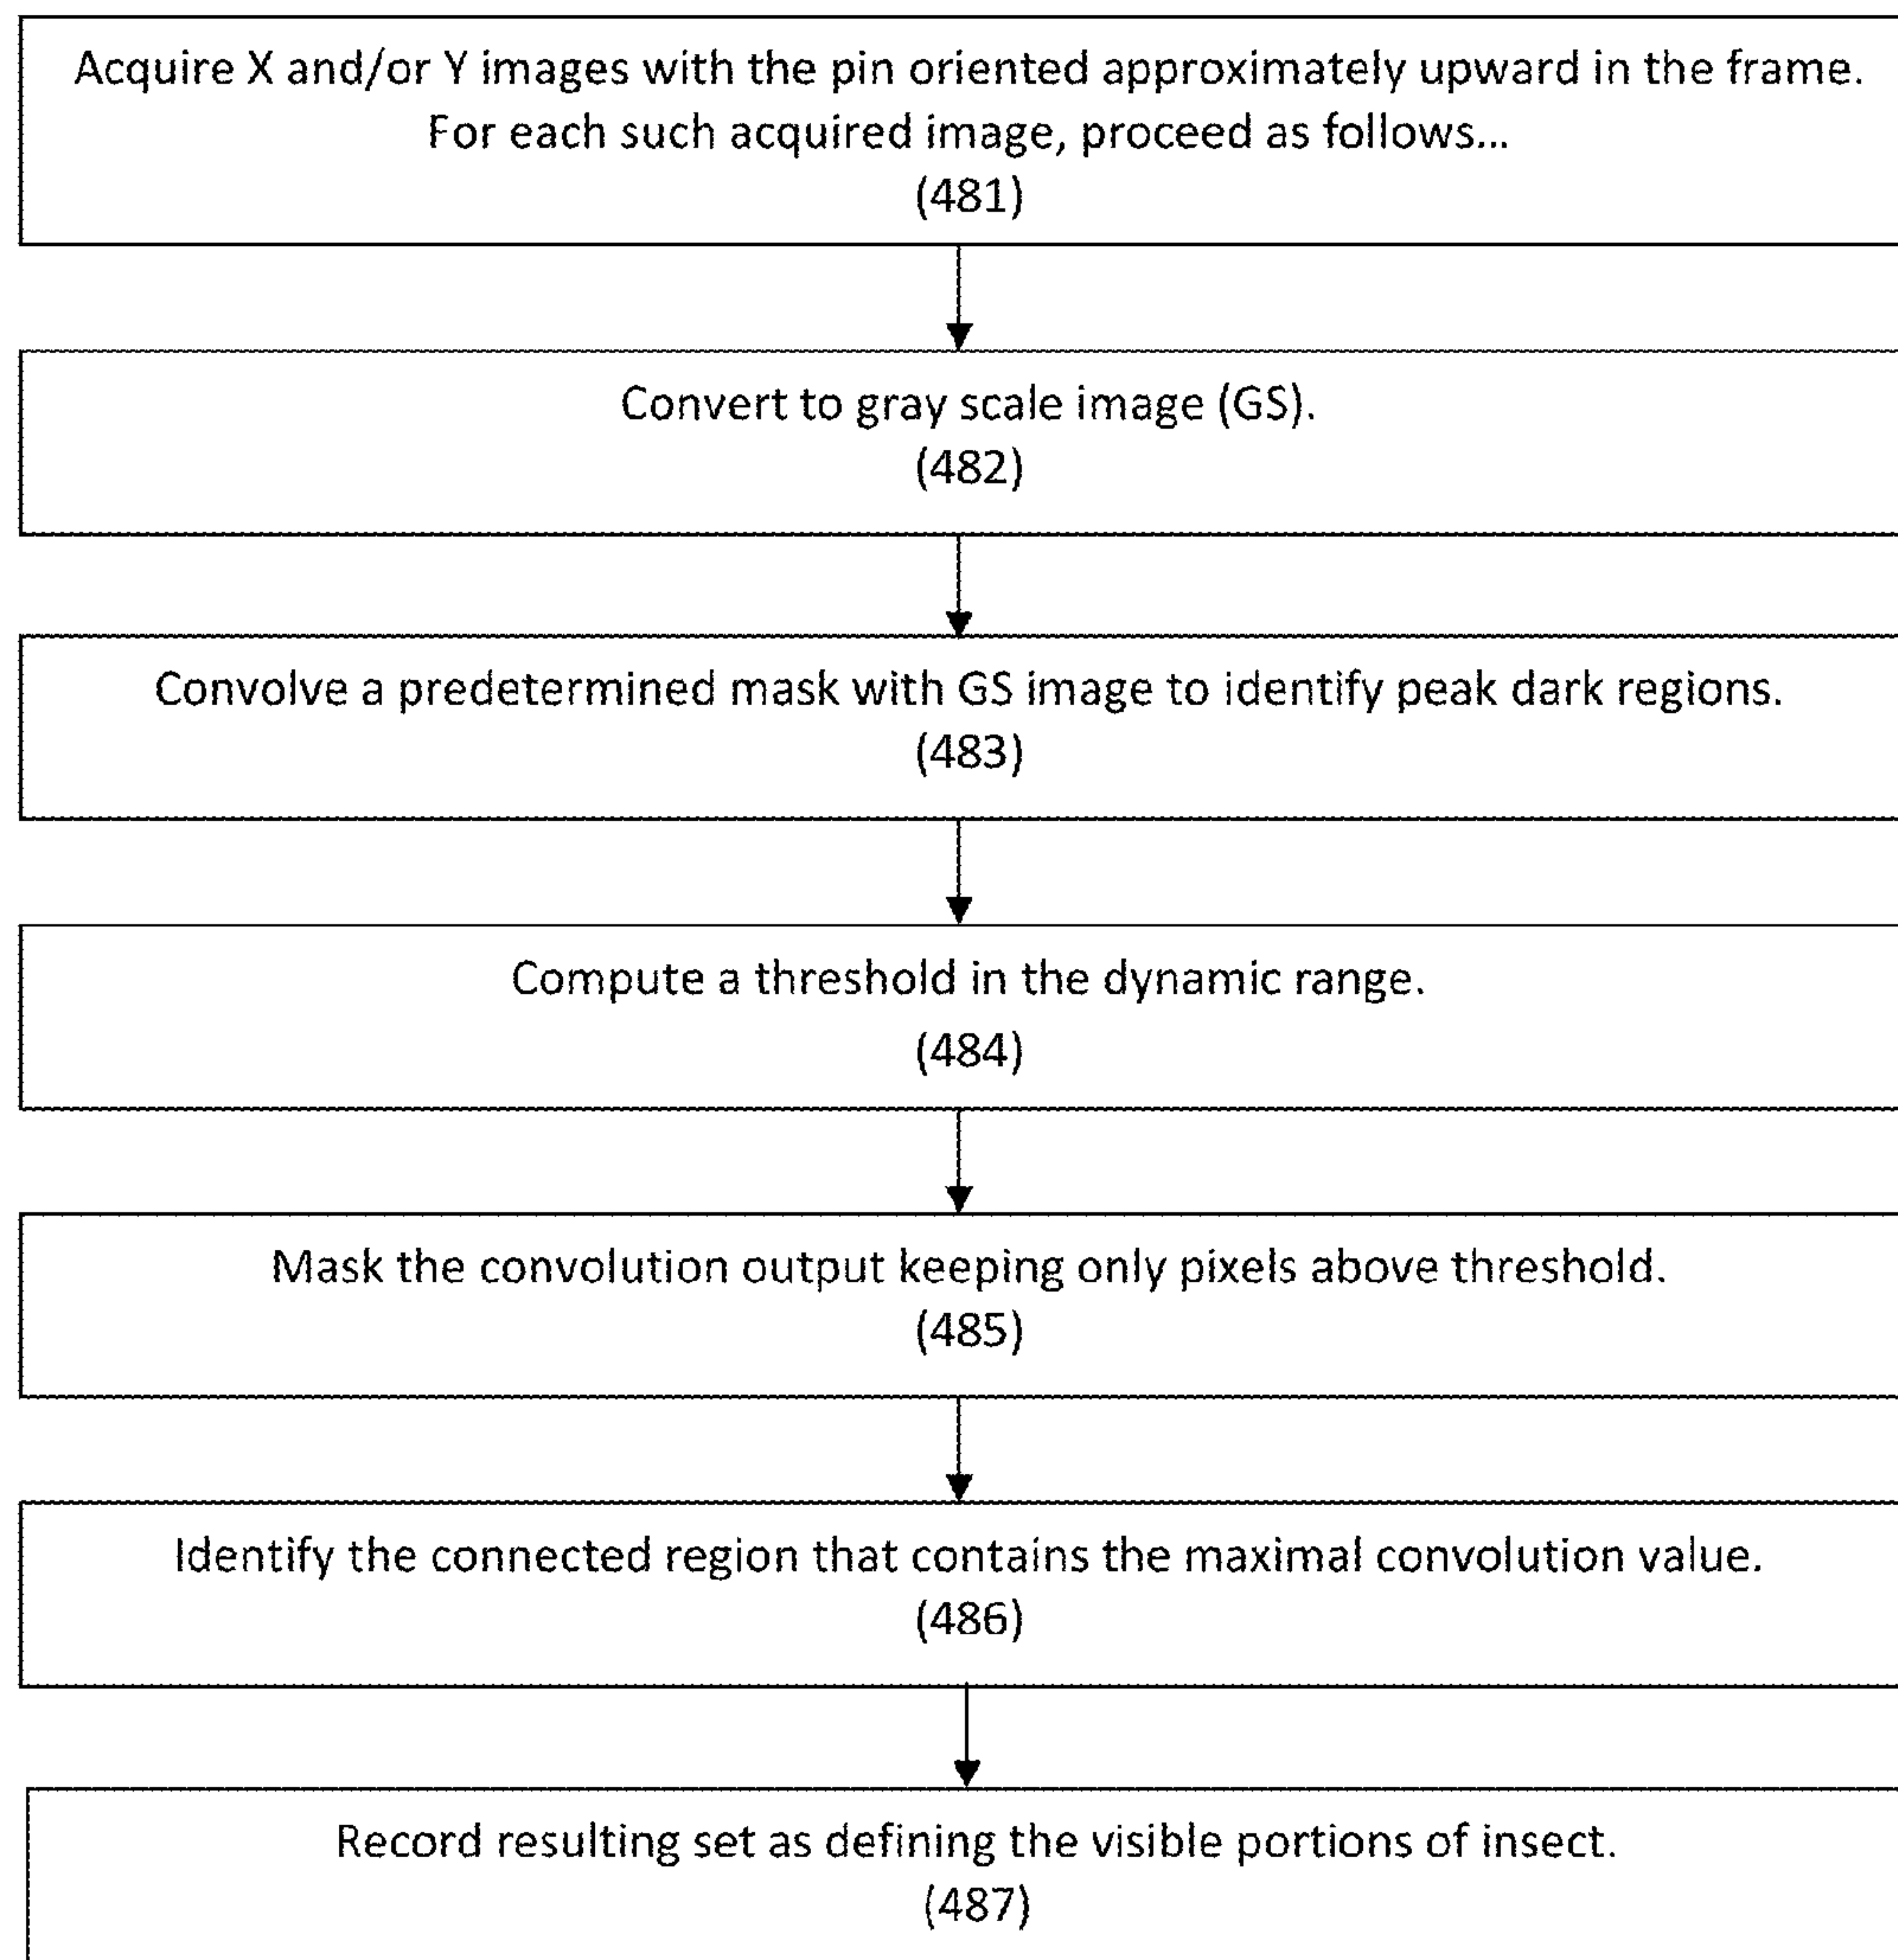 Acquire X and/or Y images with the pin oriented approximately upward in the frame.
For each such acquired image, proceed as follows...
(481)
Convert to gray scale image (GS).
(482)
Convolve a predetermined mask with GS image to identify peak dark regions.
(483)
Compute a threshold in the dynamic range.
(484)
Mask the convolution output keeping only pixels above threshold.
(485)
Identify the connected region that contains the maximal convolution value.
(486)
Record resulting set as defining the visible portions of insect.
(487)